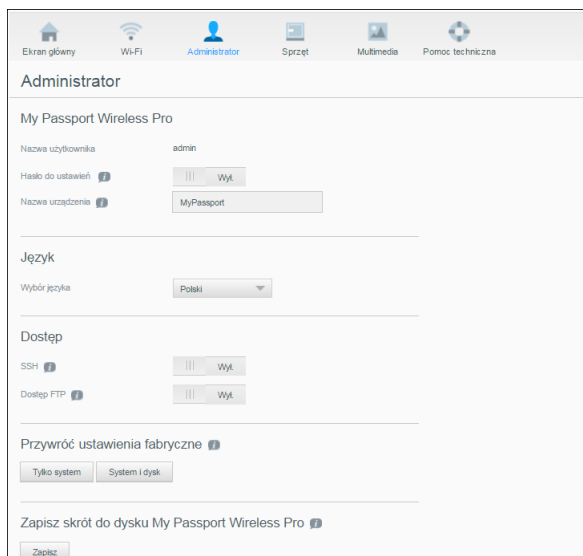 Ekran główny Wi-Fi Administrator Sprzęt Multimedia Pomoc techniczna
Administrator
My Passport Wireless Pro
Nazwa użytkownika admin
Hasło do ustawień i Wył.
Nazwa urządzenia i MyPassport
Język
Wybór języka Polski
Dostęp
SSH i Wył.
Dostęp FTP i Wył.
Przywróć ustawienia fabryczne i
Tylko system System i dysk
Zapisz skrót do dysku My Passport Wireless Pro i
Zapisz